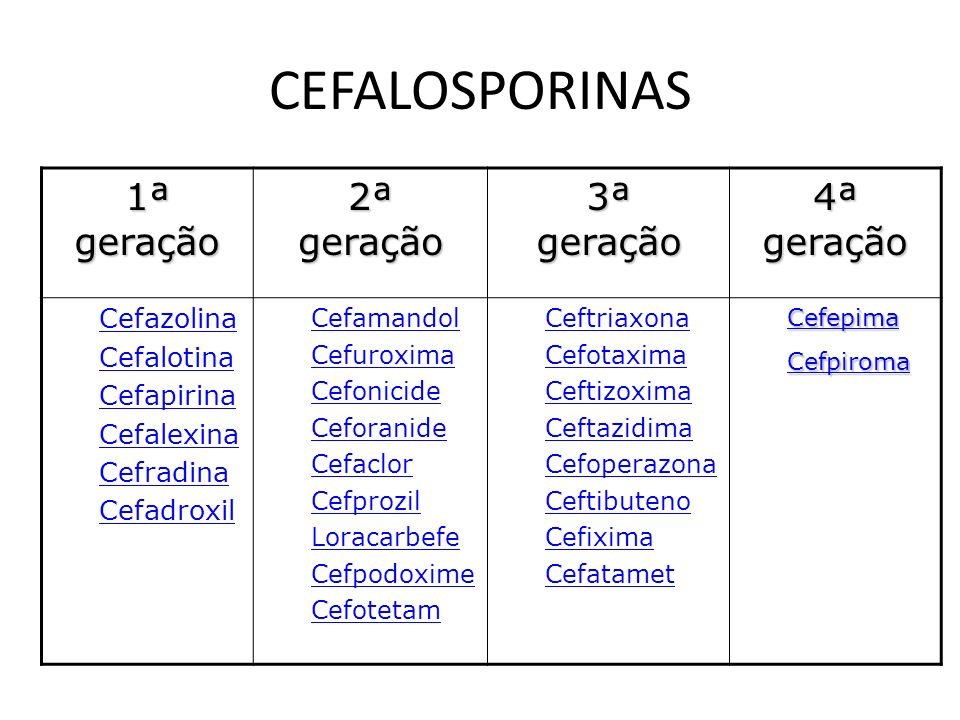 CEFALOSPORINAS
1ª
geração
2ª
geração
3ª
geração
4ª
geração
Cefazolina
Cefalotina
Cefapirina
Cefalexina
Cefradina
Cefadroxil
Cefamandol
Cefuroxima
Cefonicide
Ceforanide
Cefaclor
Cefprozil
Loracarbefe
Cefpodoxime
Cefotetam
Ceftriaxona
Cefotaxima
Ceftizoxima
Ceftazidima
Cefoperazona
Ceftibuteno
Cefixima
Cefatamet
Cefepima
Cefpiroma